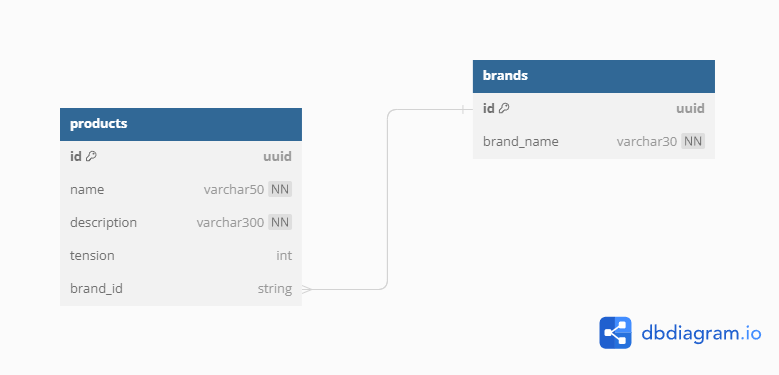 brands
id uuid
brand_name varchar30 NN
products
id uuid
name varchar50 NN
description varchar300 NN
tension int
brand_id string
dbdiagram.io